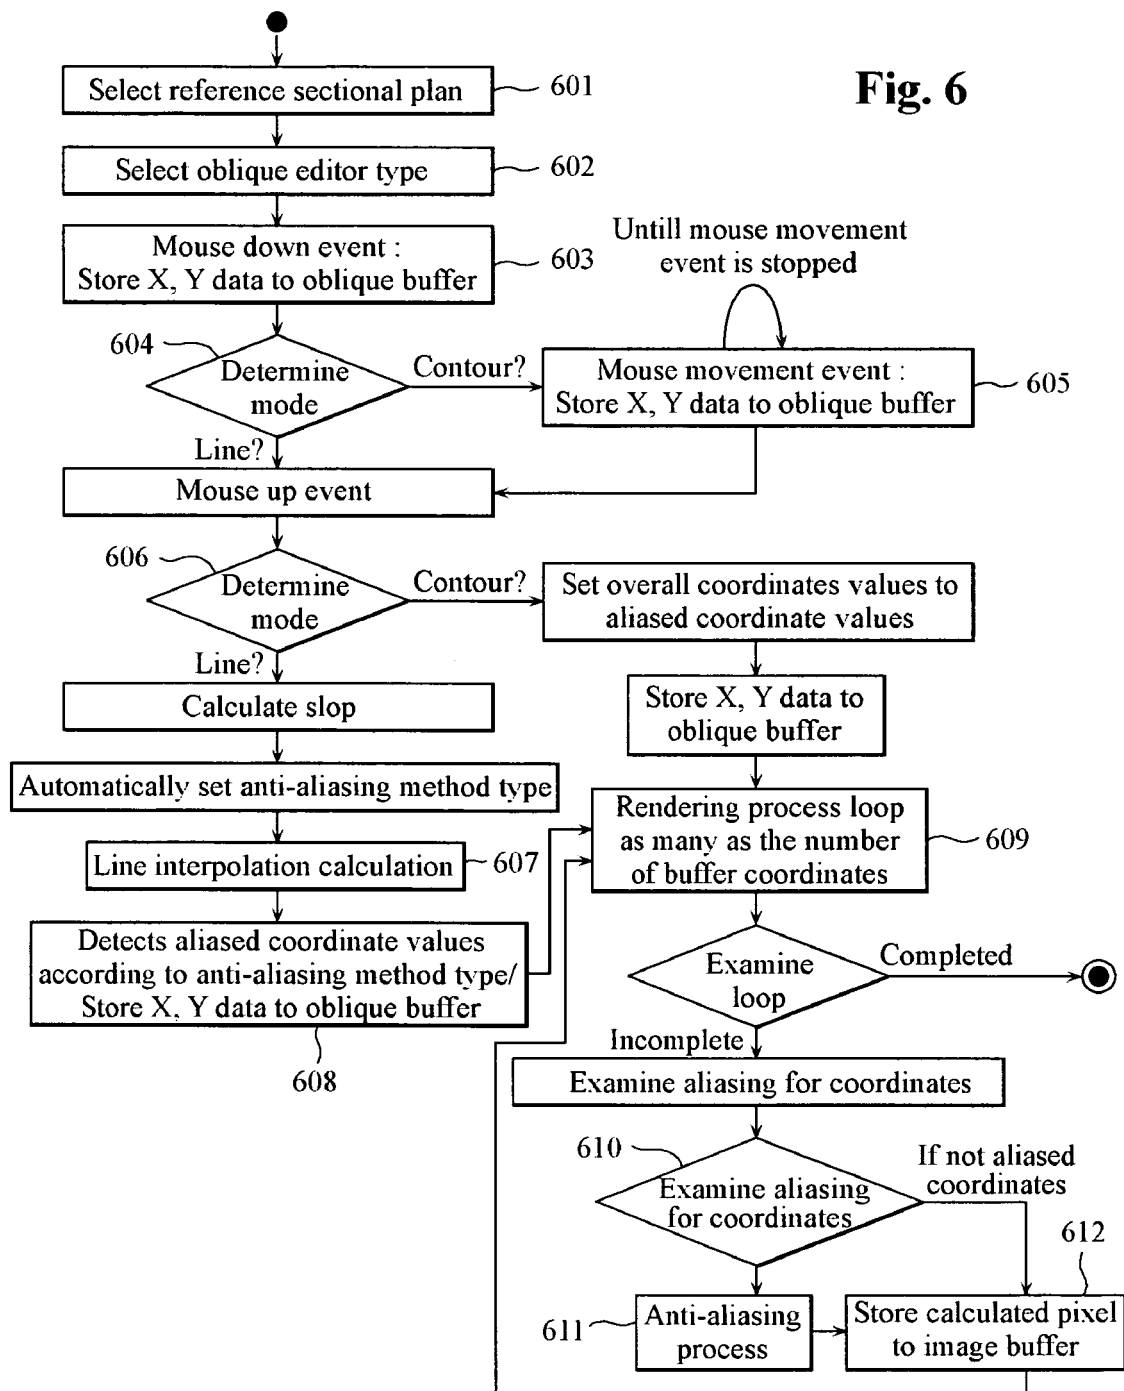 Fig. 6
Select reference sectional plan
601
Select oblique editor type
602
Mouse down event :
Store X, Y data to oblique buffer
603
Untill mouse movement
event is stopped
604
Determine
mode
Contour?
Mouse movement event :
Store X, Y data to oblique buffer
605
Line?
Mouse up event
606
Determine
mode
Contour?
Set overall coordinates values to
aliased coordinate values
Line?
Calculate slop
Store X, Y data to
oblique buffer
Automatically set anti-aliasing method type
Line interpolation calculation
607
Rendering process loop
as many as the number
of buffer coordinates
609
Detects aliased coordinate values
according to anti-aliasing method type/
Store X, Y data to oblique buffer
608
Examine
loop
Completed
Incomplete
Examine aliasing for coordinates
610
Examine aliasing
for coordinates
If not aliased
coordinates
612
611
Anti-aliasing
process
Store calculated pixel
to image buffer